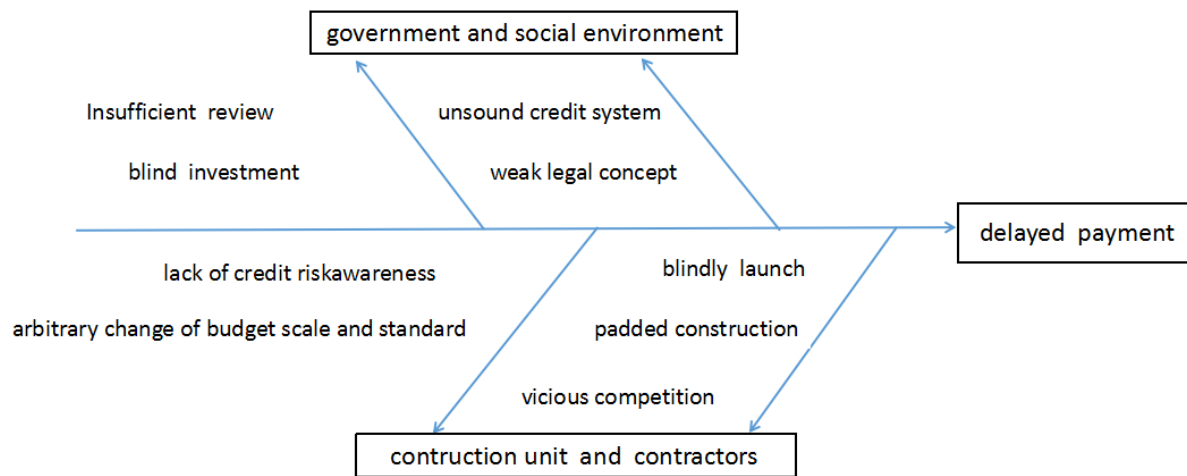 government and social environment
Insufficient review
unsound credit system
blind investment
weak legal concept
delayed payment
lack of credit riskawareness
blindly launch
arbitrary change of budget scale and standard
padded construction
vicious competition
contruction unit and contractors